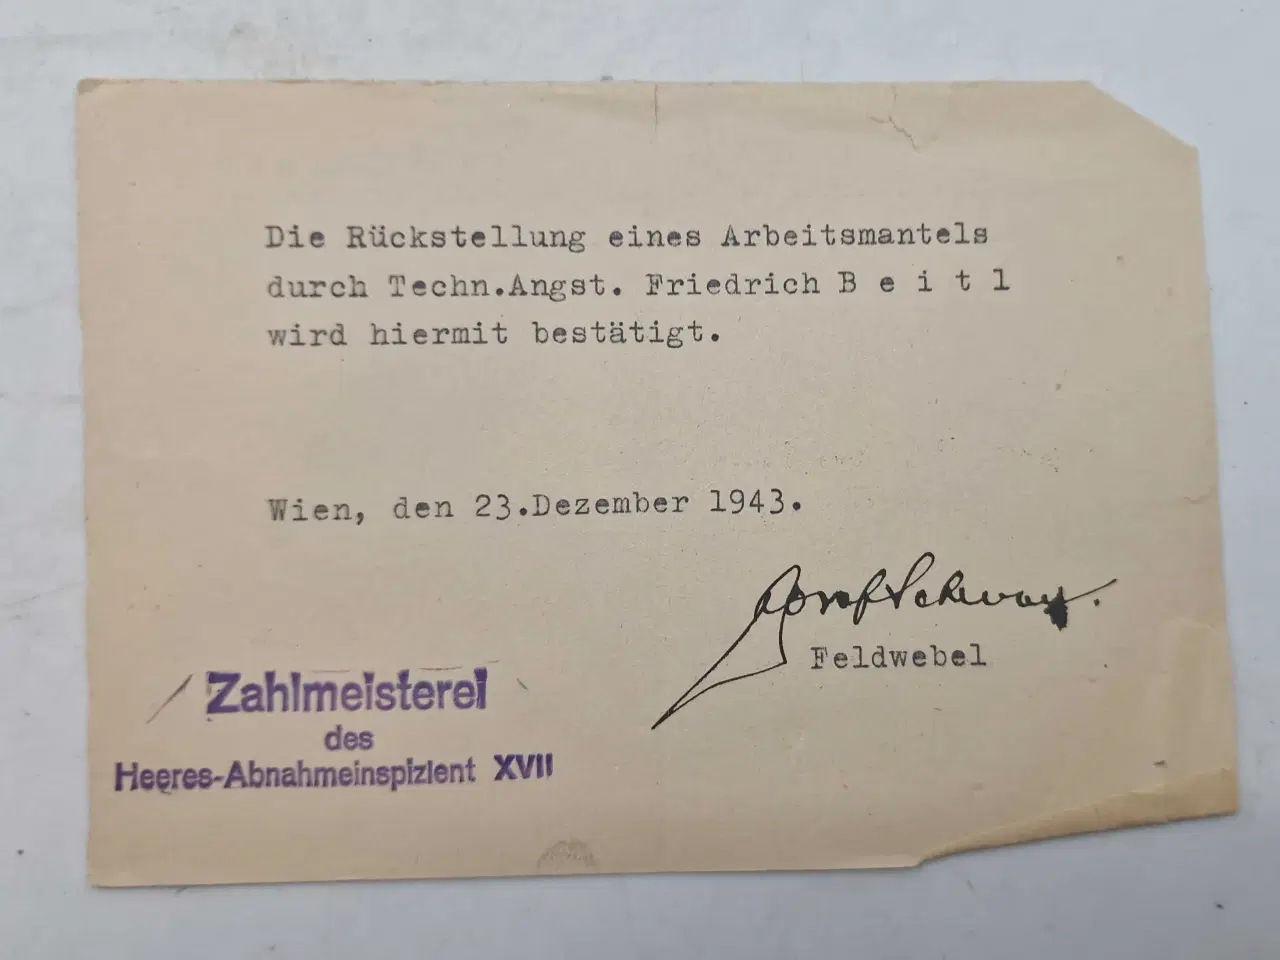 Die Rückstellung eines Arbeitsmantels
durch Techn.Angst. Friedrich B e i t l
wird hiermit bestätigt.
Wien, den 23.Dezember 1943.
Feldwebel
Zahlmeisterei
des
Heeres-Abnahmeinspizient XVII